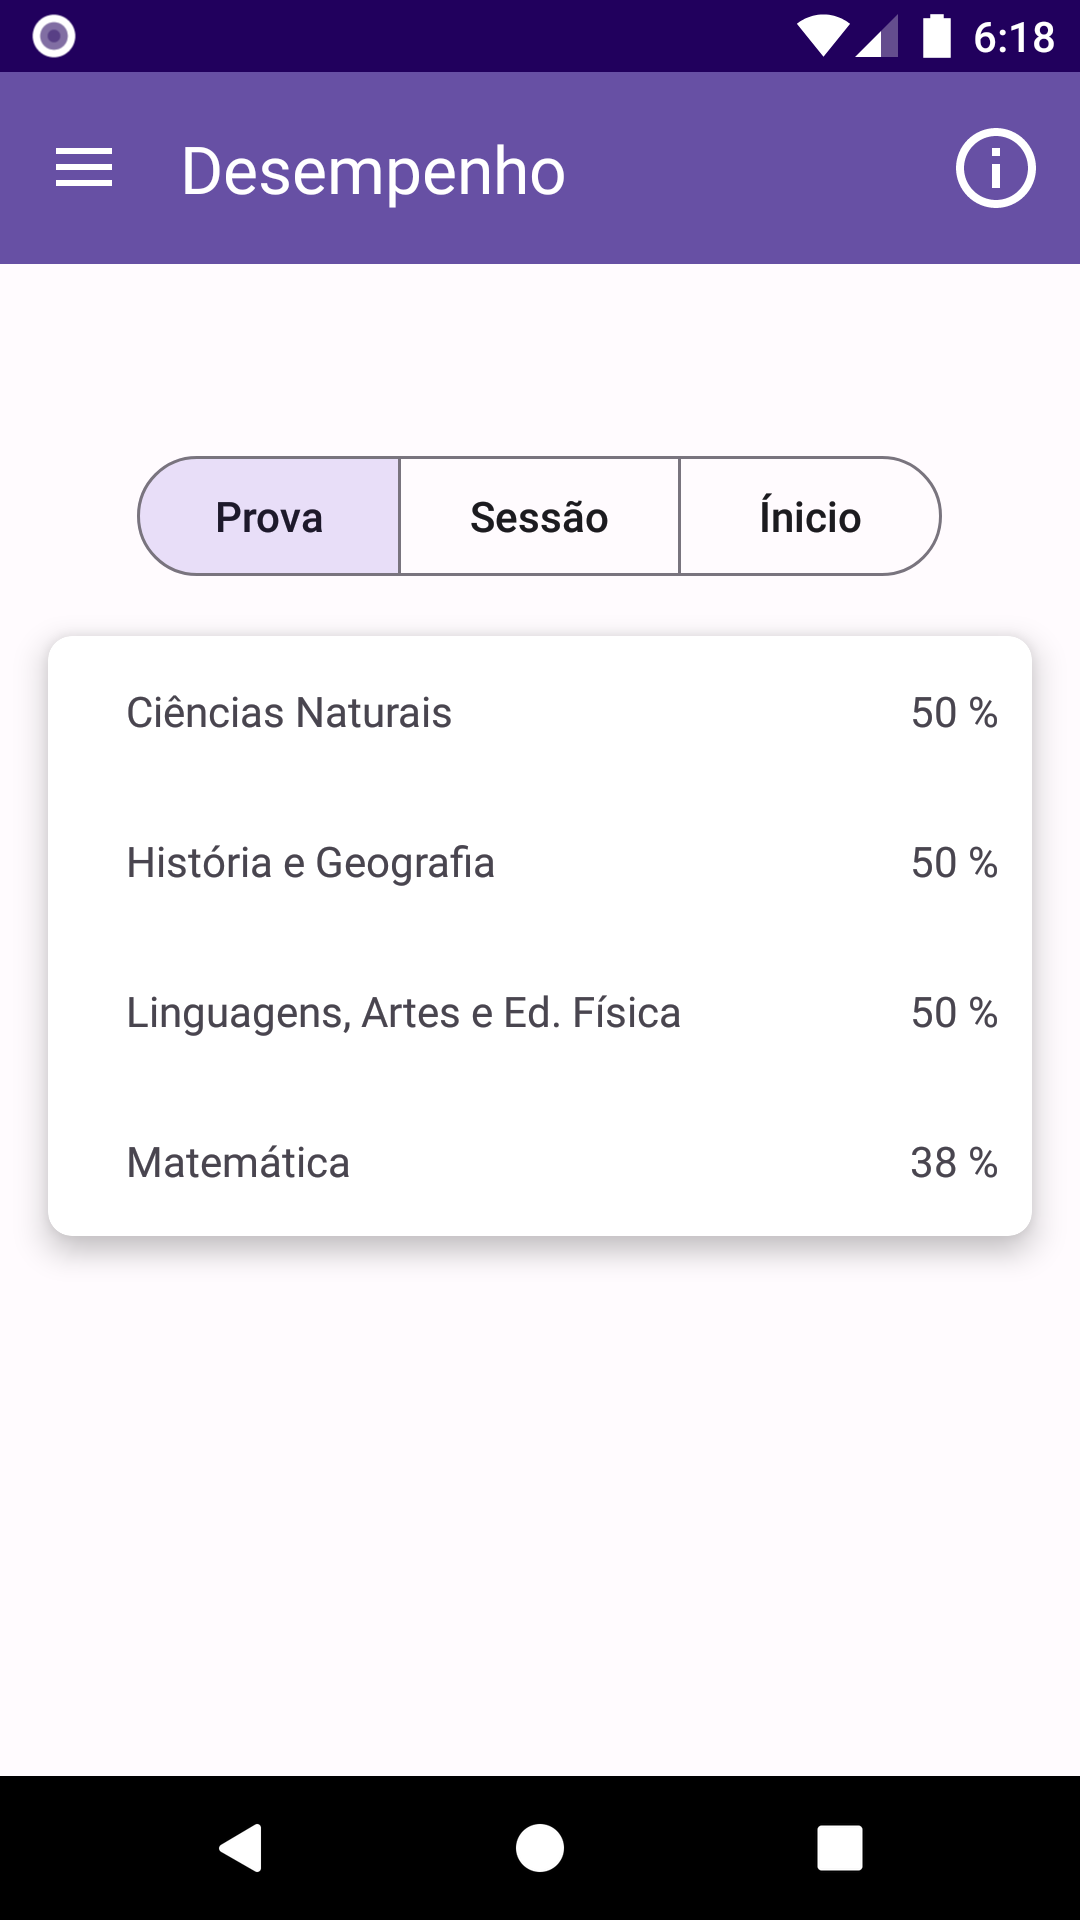 6:18
Desempenho
Prova Sessão Ínicio
Ciências Naturais 50 %
História e Geografia 50 %
Linguagens, Artes e Ed. Física 50 %
Matemática 38 %